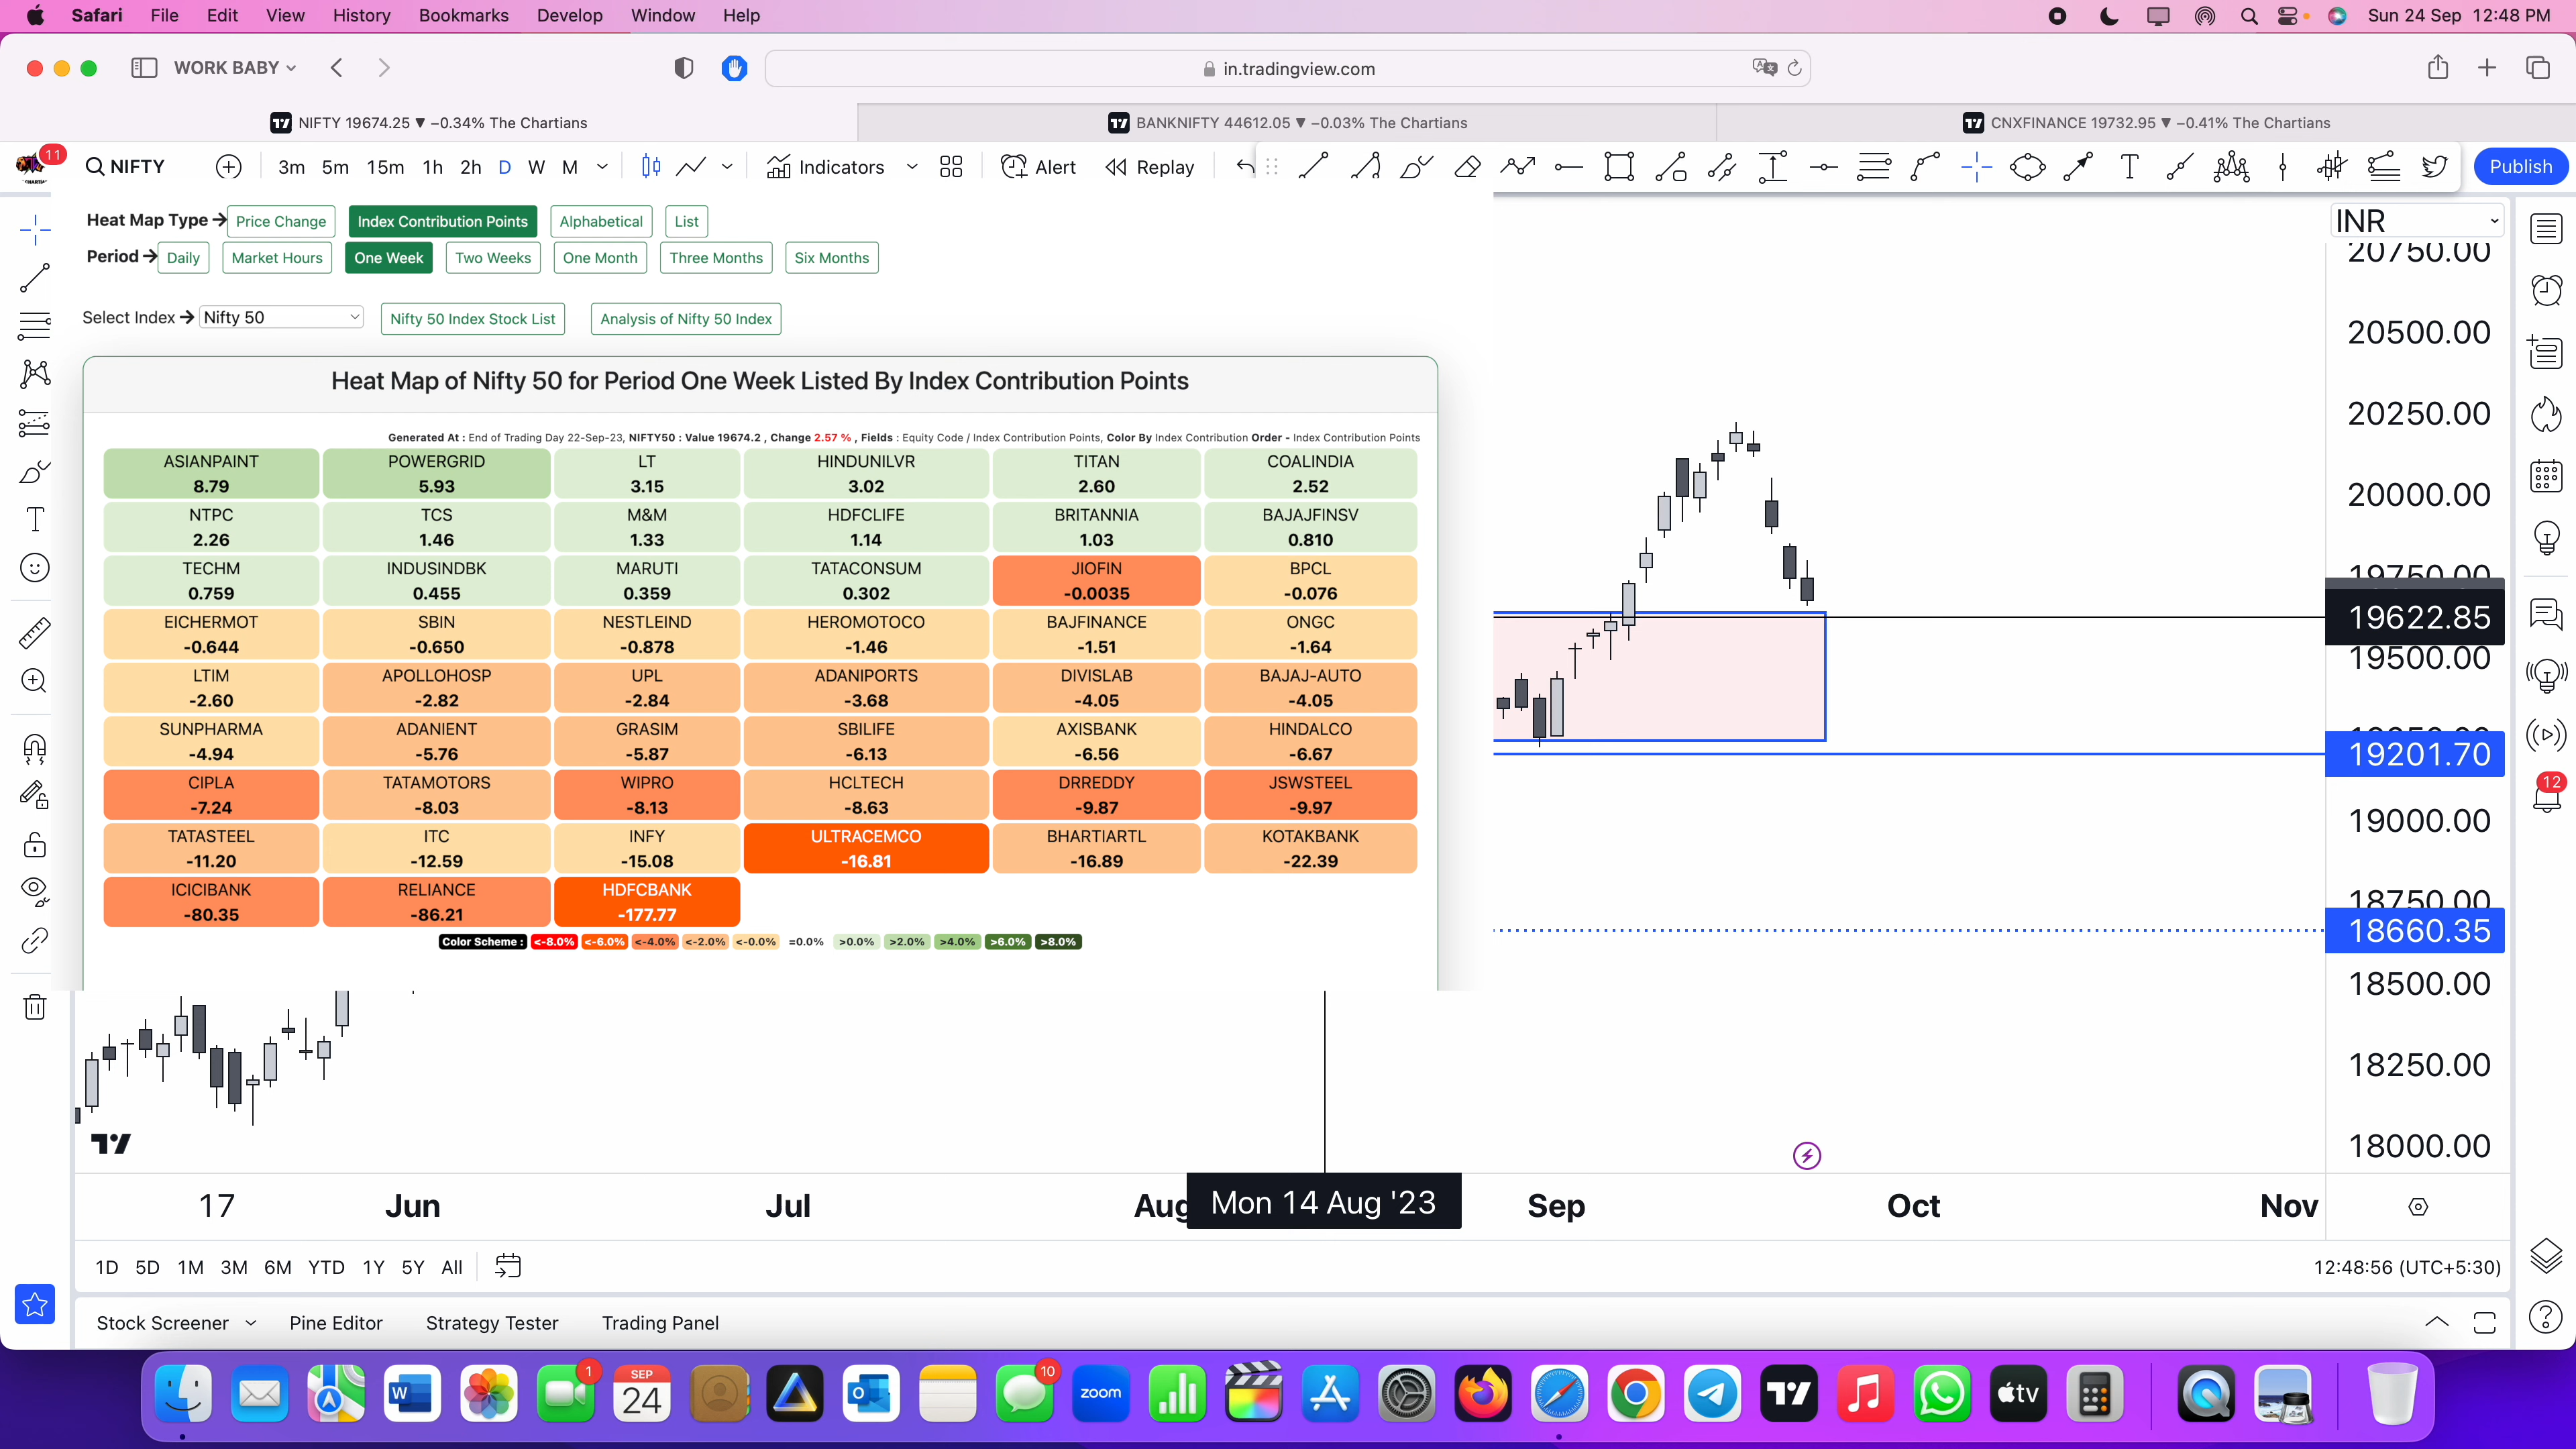 Safari File Edit View History Bookmarks Develop Window Help Sun 24 Sep 12:48 PM
WORK BABY in.tradingview.com
NIFTY 19674.25 ▼ −0.34% The Chartians BANKNIFTY 44612.05 ▼ −0.03% The Chartians CNXFINANCE 19732.95 ▼ −0.41% The Chartians
11 NIFTY 3m 5m 15m 1h 2h D W M Indicators Alert Replay Publish
Heat Map Type → Price Change Index Contribution Points Alphabetical List
Period → Daily Market Hours One Week Two Weeks One Month Three Months Six Months
Select Index → Nifty 50 Nifty 50 Index Stock List Analysis of Nifty 50 Index
Heat Map of Nifty 50 for Period One Week Listed By Index Contribution Points
Generated At : End of Trading Day 22-Sep-23, NIFTY50 : Value 19674.2 , Change 2.57 % , Fields : Equity Code / Index Contribution Points, Color By Index Contribution Order - Index Contribution Points
ASIANPAINT POWERGRID LT HINDUNILVR TITAN COALINDIA
8.79 5.93 3.15 3.02 2.60 2.52
NTPC TCS M&M HDFCLIFE BRITANNIA BAJAJFINSV
2.26 1.46 1.33 1.14 1.03 0.810
TECHM INDUSINDBK MARUTI TATACONSUM JIOFIN BPCL
0.759 0.455 0.359 0.302 -0.0035 -0.076
EICHERMOT SBIN NESTLEIND HEROMOTOCO BAJFINANCE ONGC
-0.644 -0.650 -0.878 -1.46 -1.51 -1.64
LTIM APOLLOHOSP UPL ADANIPORTS DIVISLAB BAJAJ-AUTO
-2.60 -2.82 -2.84 -3.68 -4.05 -4.05
SUNPHARMA ADANIENT GRASIM SBILIFE AXISBANK HINDALCO
-4.94 -5.76 -5.87 -6.13 -6.56 -6.67
CIPLA TATAMOTORS WIPRO HCLTECH DRREDDY JSWSTEEL
-7.24 -8.03 -8.13 -8.63 -9.87 -9.97
TATASTEEL ITC INFY ULTRACEMCO BHARTIARTL KOTAKBANK
-11.20 -12.59 -15.08 -16.81 -16.89 -22.39
ICICIBANK RELIANCE HDFCBANK
-80.35 -86.21 -177.77
Color Scheme : <-8.0% <-6.0% <-4.0% <-2.0% <-0.0% =0.0% >0.0% >2.0% >4.0% >6.0% >8.0%
INR
20750.00
20500.00
20250.00
20000.00
19750.00
19622.85
19500.00
19201.70
19000.00
18750.00
18660.35
18500.00
18250.00
18000.00
12
17 Jun Jul Aug Mon 14 Aug '23 Sep Oct Nov
1D 5D 1M 3M 6M YTD 1Y 5Y All 12:48:56 (UTC+5:30)
Stock Screener Pine Editor Strategy Tester Trading Panel
1 SEP 24 10 zoom tv